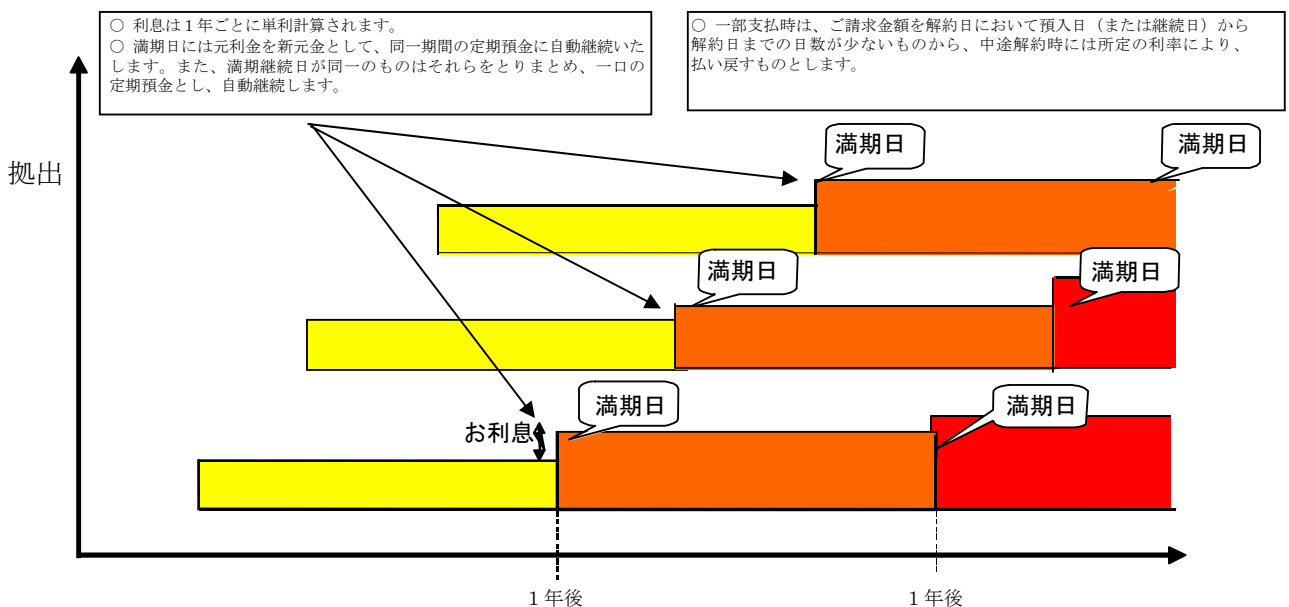 ○ 利息は１年ごとに単利計算されます。
○ 満期日には元利金を新元金として、同一期間の定期預金に自動継続いた
します。また、満期継続日が同一のものはそれらをとりまとめ、一口の
定期預金とし、自動継続します。
○ 一部支払時は、ご請求金額を解約日において預入日（または継続日）から
解約日までの日数が少ないものから、中途解約時には所定の利率により、
払い戻すものとします。
拠出
満期日
満期日
満期日
満期日
満期日
満期日
お利息
１年後
１年後